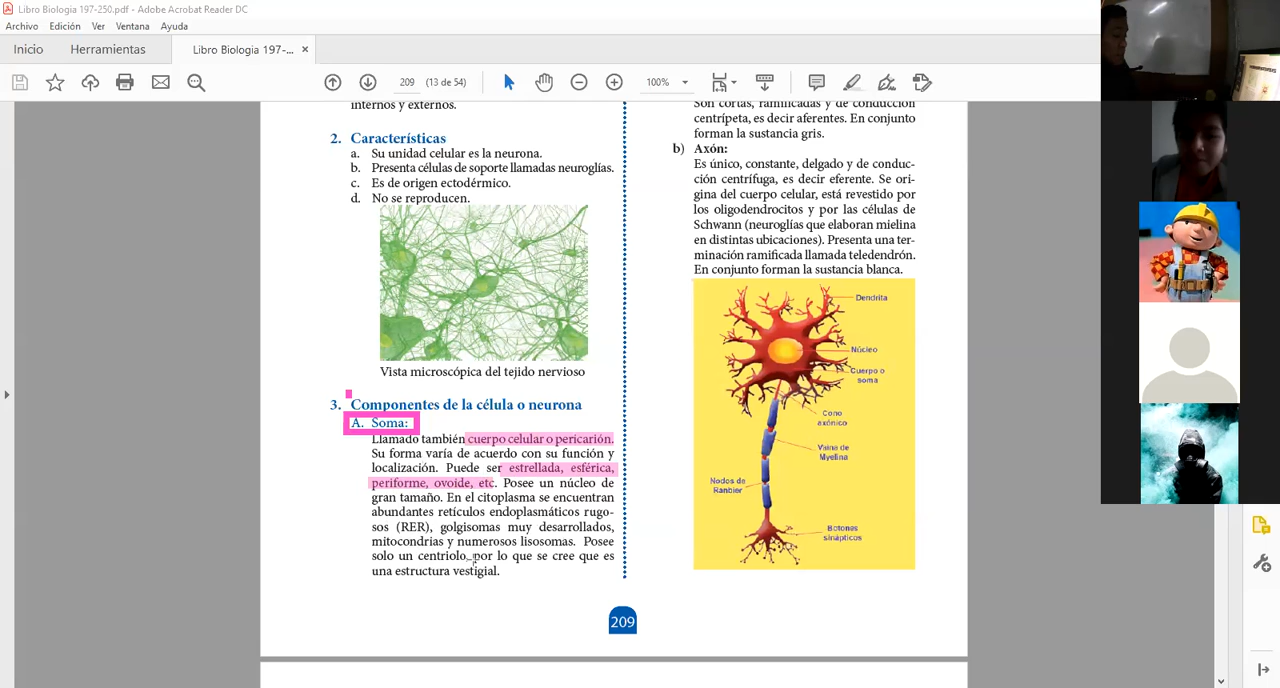 Libro Biologia 197-250.pdf - Adobe Acrobat Reader DC
Archivo Edición Ver Ventana Ayuda
Inicio Herramientas Libro Biologia 197-... ×
209 (13 de 54) 100%
internos y externos.
2. Características
a. Su unidad celular es la neurona.
b. Presenta células de soporte llamadas neuroglías.
c. Es de origen ectodérmico.
d. No se reproducen.
Vista microscópica del tejido nervioso
3. Componentes de la célula o neurona
A. Soma:
Llamado también cuerpo celular o pericarión.
Su forma varía de acuerdo con su función y
localización. Puede ser estrellada, esférica,
periforme, ovoide, etc. Posee un núcleo de
gran tamaño. En el citoplasma se encuentran
abundantes retículos endoplasmáticos rugo-
sos (RER), golgisomas muy desarrollados,
mitocondrias y numerosos lisosomas. Posee
solo un centriolo por lo que se cree que es
una estructura vestigial.
Son cortas, ramificadas y de conducción
centrípeta, es decir aferentes. En conjunto
forman la sustancia gris.
b) Axón:
Es único, constante, delgado y de conduc-
ción centrífuga, es decir eferente. Se ori-
gina del cuerpo celular, está revestido por
los oligodendrocitos y por las células de
Schwann (neuroglías que elaboran mielina
en distintas ubicaciones). Presenta una ter-
minación ramificada llamada teledendrón.
En conjunto forman la sustancia blanca.
Dendrita
Núcleo
Cuerpo o
soma
Cono
axónico
Vaina de
Myelina
Nodos de
Ranbier
Botones
sinápticos
209